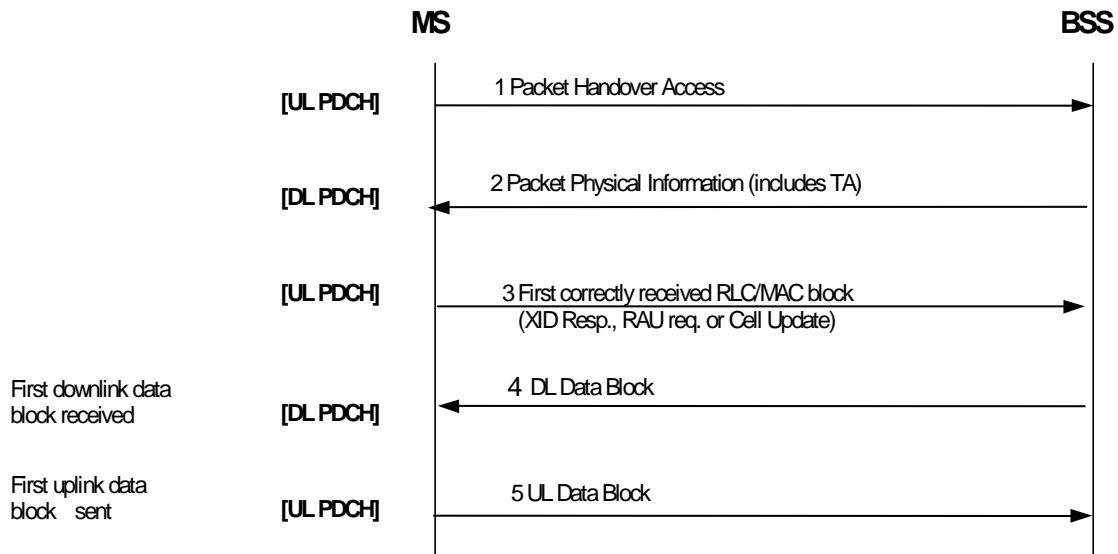 MS BSS
[UL PDCH] 1 Packet Handover Access
[DL PDCH] 2 Packet Physical Information (includes TA)
[UL PDCH] 3 First correctly received RLC/MAC block
(XID Resp., RAU req. or Cell Update)
First downlink data
block received [DL PDCH] 4 DL Data Block
First uplink data
block sent [UL PDCH] 5 UL Data Block